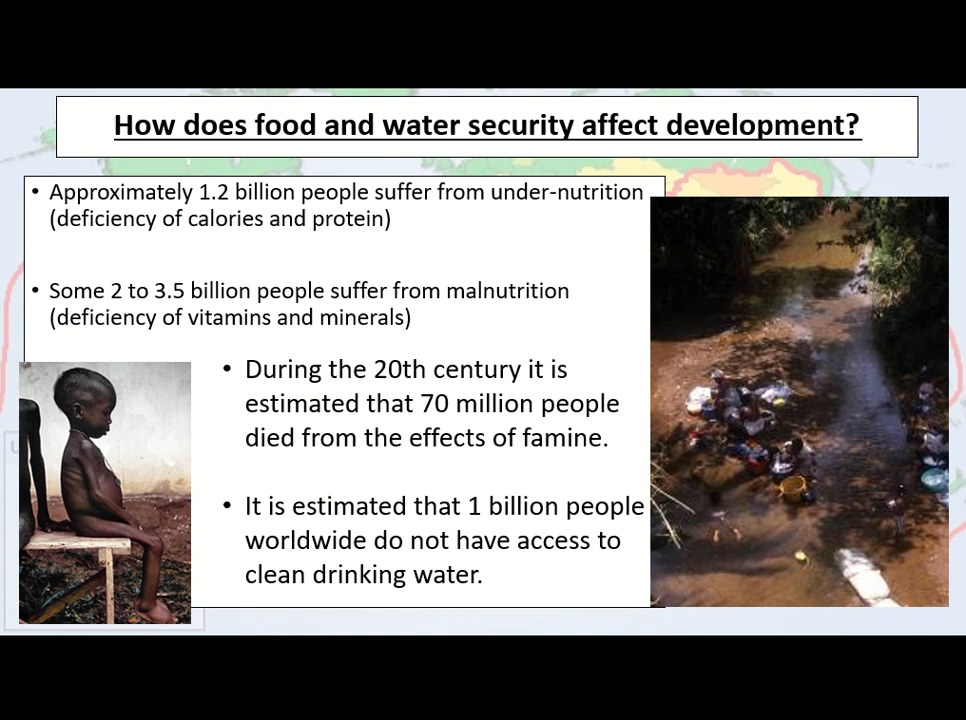 How does food and water security affect development?
• Approximately 1.2 billion people suffer from under-nutrition
(deficiency of calories and protein)
• Some 2 to 3.5 billion people suffer from malnutrition
(deficiency of vitamins and minerals)
• During the 20th century it is
estimated that 70 million people
died from the effects of famine.
• It is estimated that 1 billion people
worldwide do not have access to
clean drinking water.